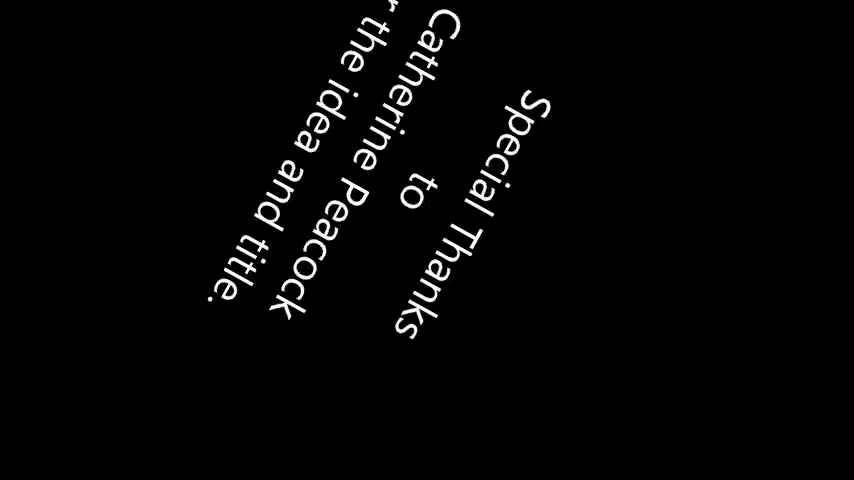 Special Thanks
to
Catherine Peacock
the idea and title.